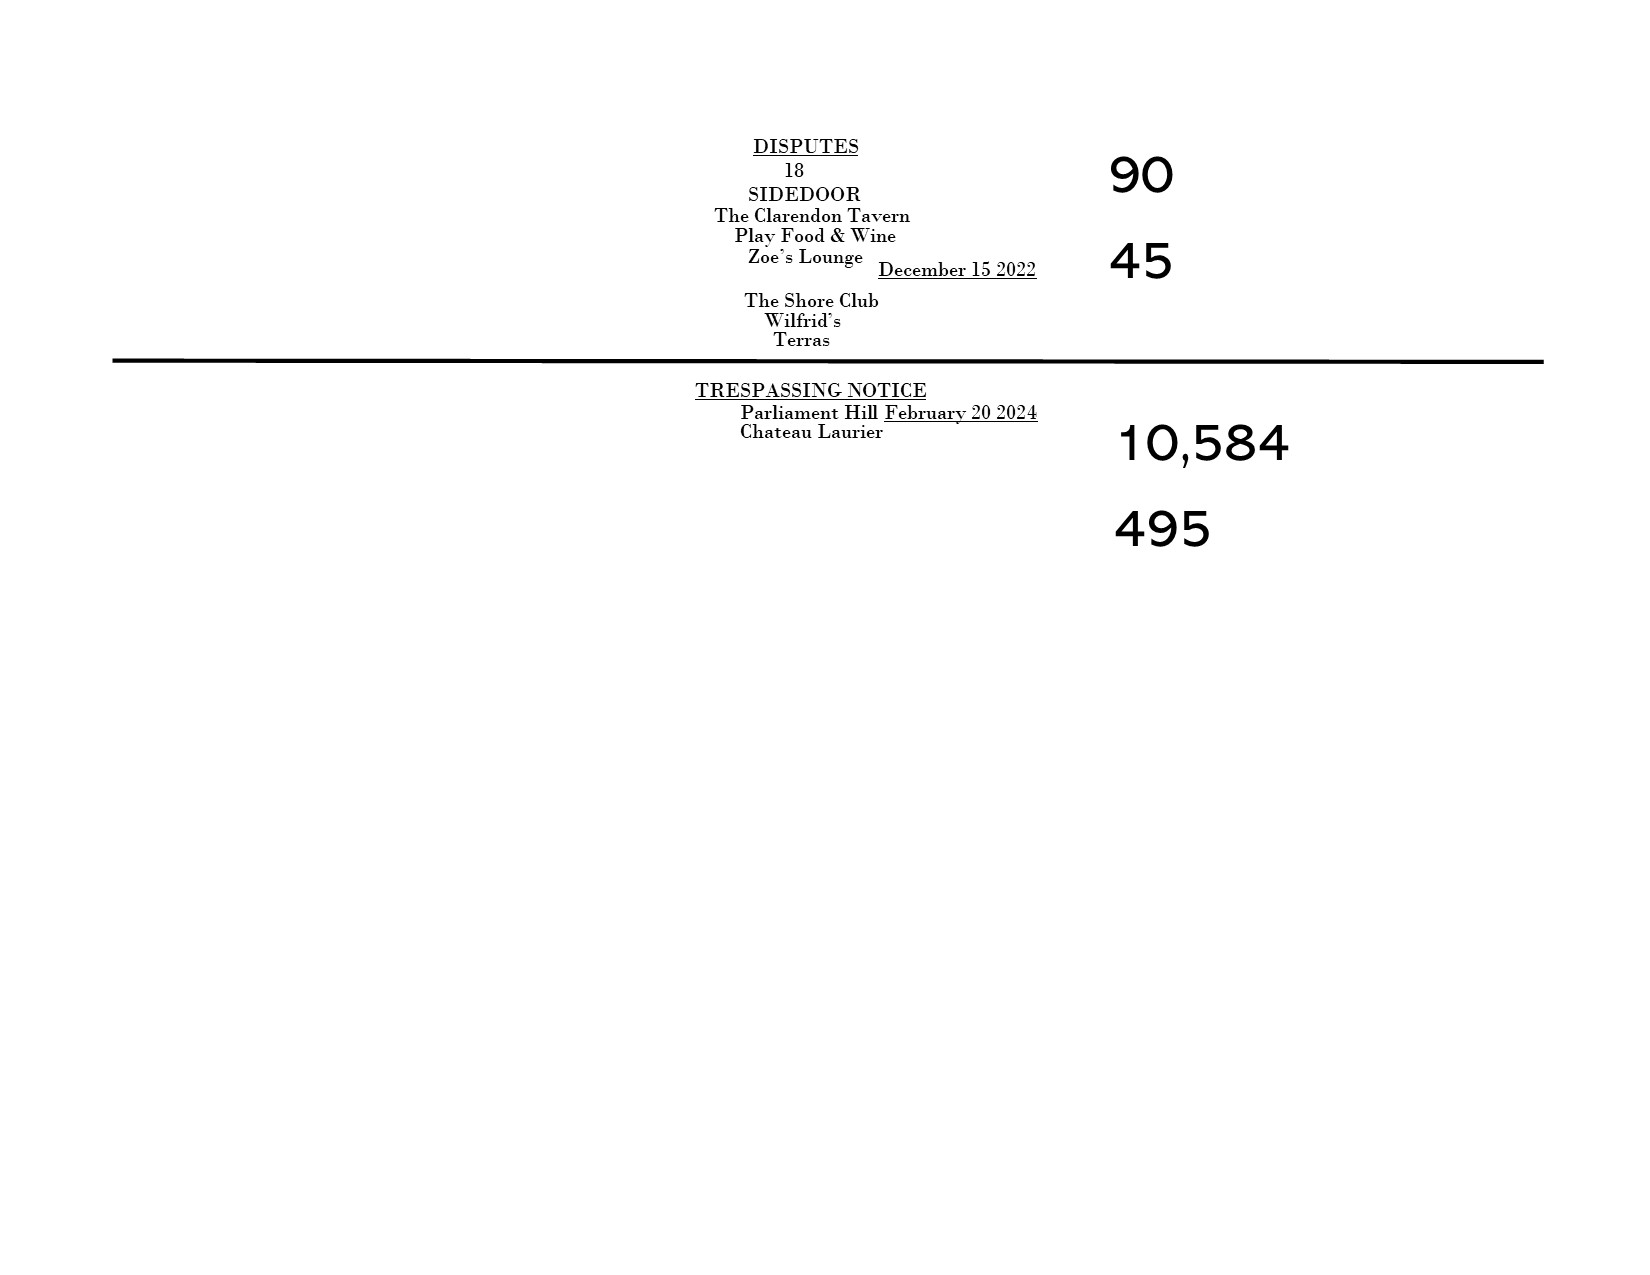 DISPUTES
18
90
SIDEDOOR
The Clarendon Tavern
Play Food & Wine
Zoe's Lounge
December 15 2022
45
The Shore Club
Wilfrid's
Terras
TRESPASSING NOTICE
Parliament Hill February 20 2024
Chateau Laurier
10,584
495